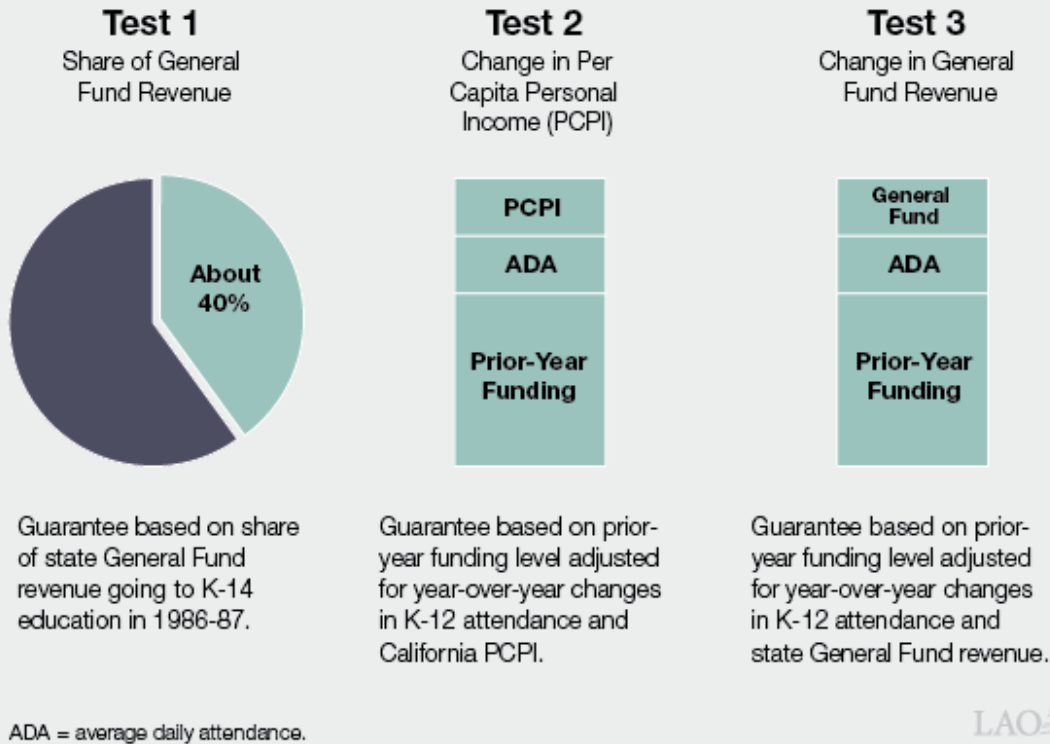 Test 1
Share of General
Fund Revenue
About
40%
Guarantee based on share
of state General Fund
revenue going to K-14
education in 1986-87.
Test 2
Change in Per
Capita Personal
Income (PCPI)
PCPI
ADA
Prior-Year
Funding
Guarantee based on prior-
year funding level adjusted
for year-over-year changes
in K-12 attendance and
California PCPI.
Test 3
Change in General
Fund Revenue
General
Fund
ADA
Prior-Year
Funding
Guarantee based on prior-
year funding level adjusted
for year-over-year changes
in K-12 attendance and
state General Fund revenue.
ADA = average daily attendance.
LAO